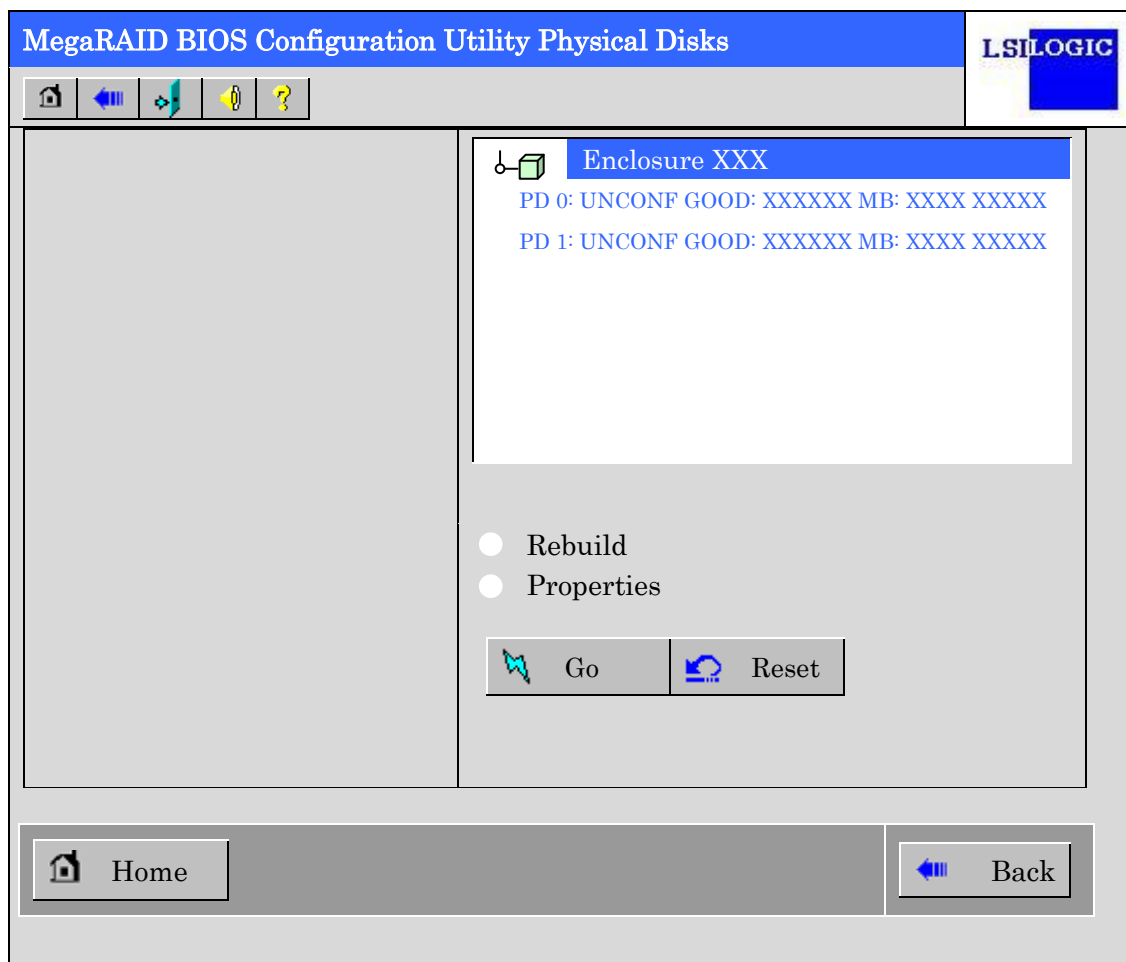 MegaRAID BIOS Configuration Utility Physical Disks
LSILOGIC
Enclosure XXX
PD 0: UNCONF GOOD: XXXXXX MB: XXXX XXXXX
PD 1: UNCONF GOOD: XXXXXX MB: XXXX XXXXX
Rebuild
Properties
Go
Reset
Home
Back